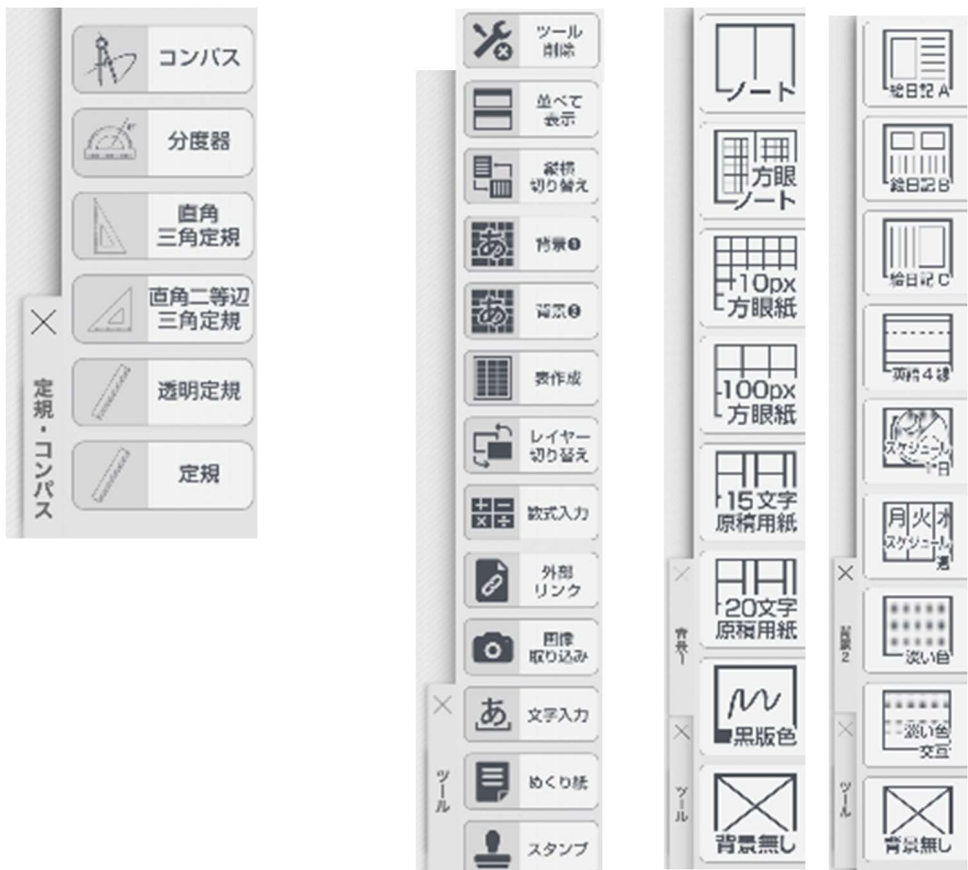 コンパス
分度器
直角
三角定規
直角二等辺
三角定規
透明定規
定規
定規・コンパス
ツール
削除
並べて
表示
縦横
切り替え
あ
背景❶
あ
背景❷
表作成
レイヤー
切り替え
数式入力
外部
リンク
画像
取り込み
あ
文字入力
めくり紙
スタンプ
ツール
ノート
方眼
ノート
10px
方眼紙
100px
方眼紙
15文字
原稿用紙
20文字
原稿用紙
黒版色
背景無し
背景1
ツール
絵日記 A
絵日記 B
絵日記 C
英語4線
スケジュール
1日
月火水
スケジュール
週
淡い色
淡い色
交互
背景無し
背景2
ツール